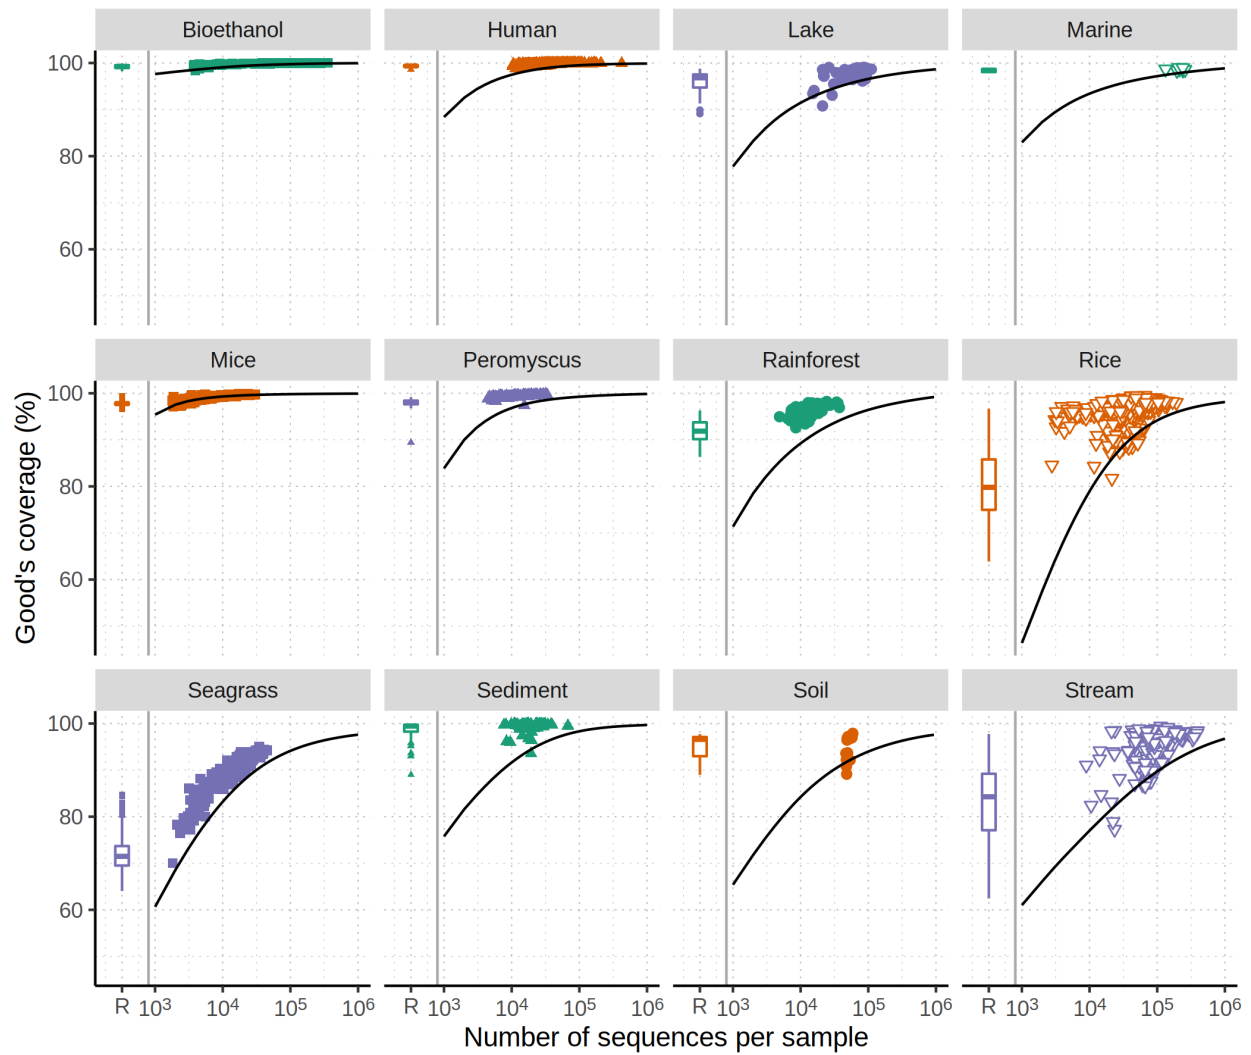 Bioethanol Human Lake Marine
100
80
60
Mice Peromyscus Rainforest Rice
100
80
60
Good's coverage (%)
Seagrass Sediment Soil Stream
100
80
60
R 10³ 10⁴ 10⁵ 10⁶ R 10³ 10⁴ 10⁵ 10⁶ R 10³ 10⁴ 10⁵ 10⁶ R 10³ 10⁴ 10⁵ 10⁶
Number of sequences per sample